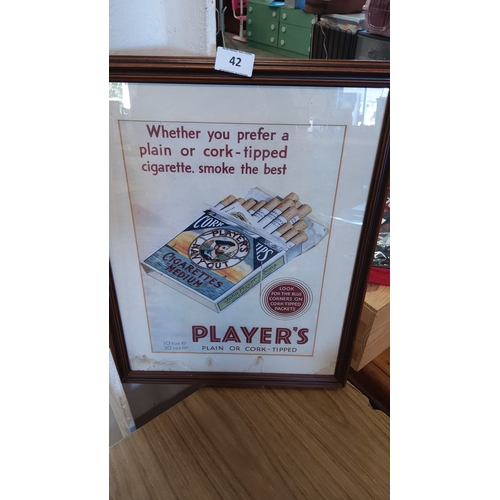 42
Whether you prefer a
plain or cork-tipped
cigarette. smoke the best
CORK TIPS
PLAYER'S
NAVY CUT
CIGARETTES
MEDIUM
LOOK
FOR THE BLUE
CORNERS ON
CORK-TIPPED
PACKETS
PLAYER'S
PLAIN OR CORK-TIPPED